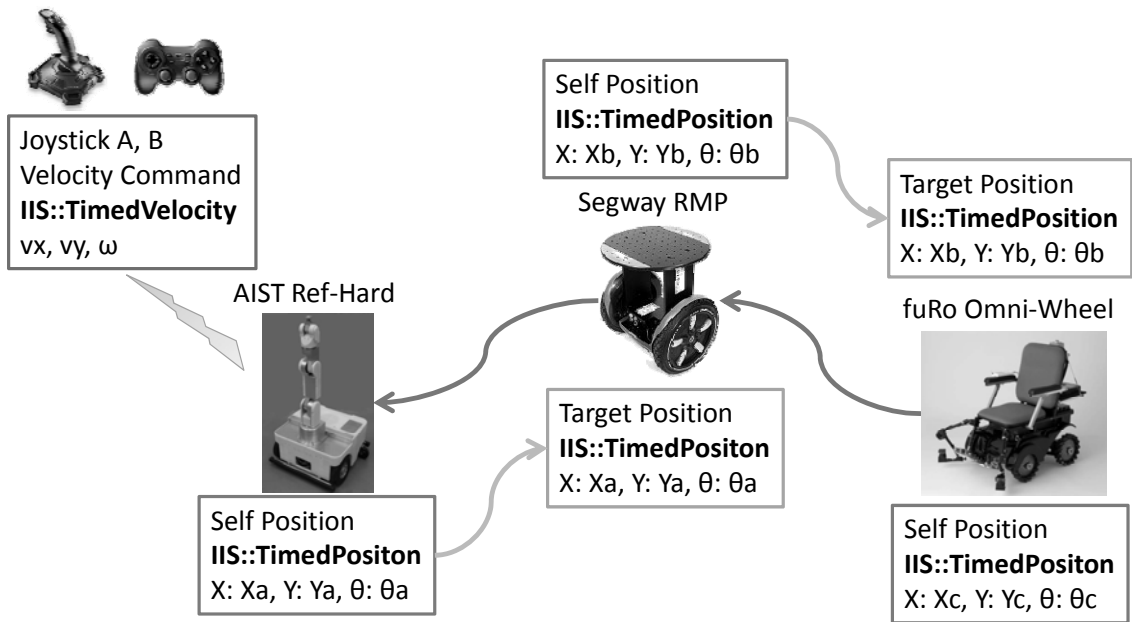 Joystick A, B
Velocity Command
IIS::TimedVelocity
vx, vy, ω
AIST Ref-Hard
Self Position
IIS::TimedPositon
X: Xa, Y: Ya, θ: θa
Self Position
IIS::TimedPosition
X: Xb, Y: Yb, θ: θb
Segway RMP
Target Position
IIS::TimedPositon
X: Xa, Y: Ya, θ: θa
Target Position
IIS::TimedPosition
X: Xb, Y: Yb, θ: θb
fuRo Omni-Wheel
Self Position
IIS::TimedPositon
X: Xc, Y: Yc, θ: θc